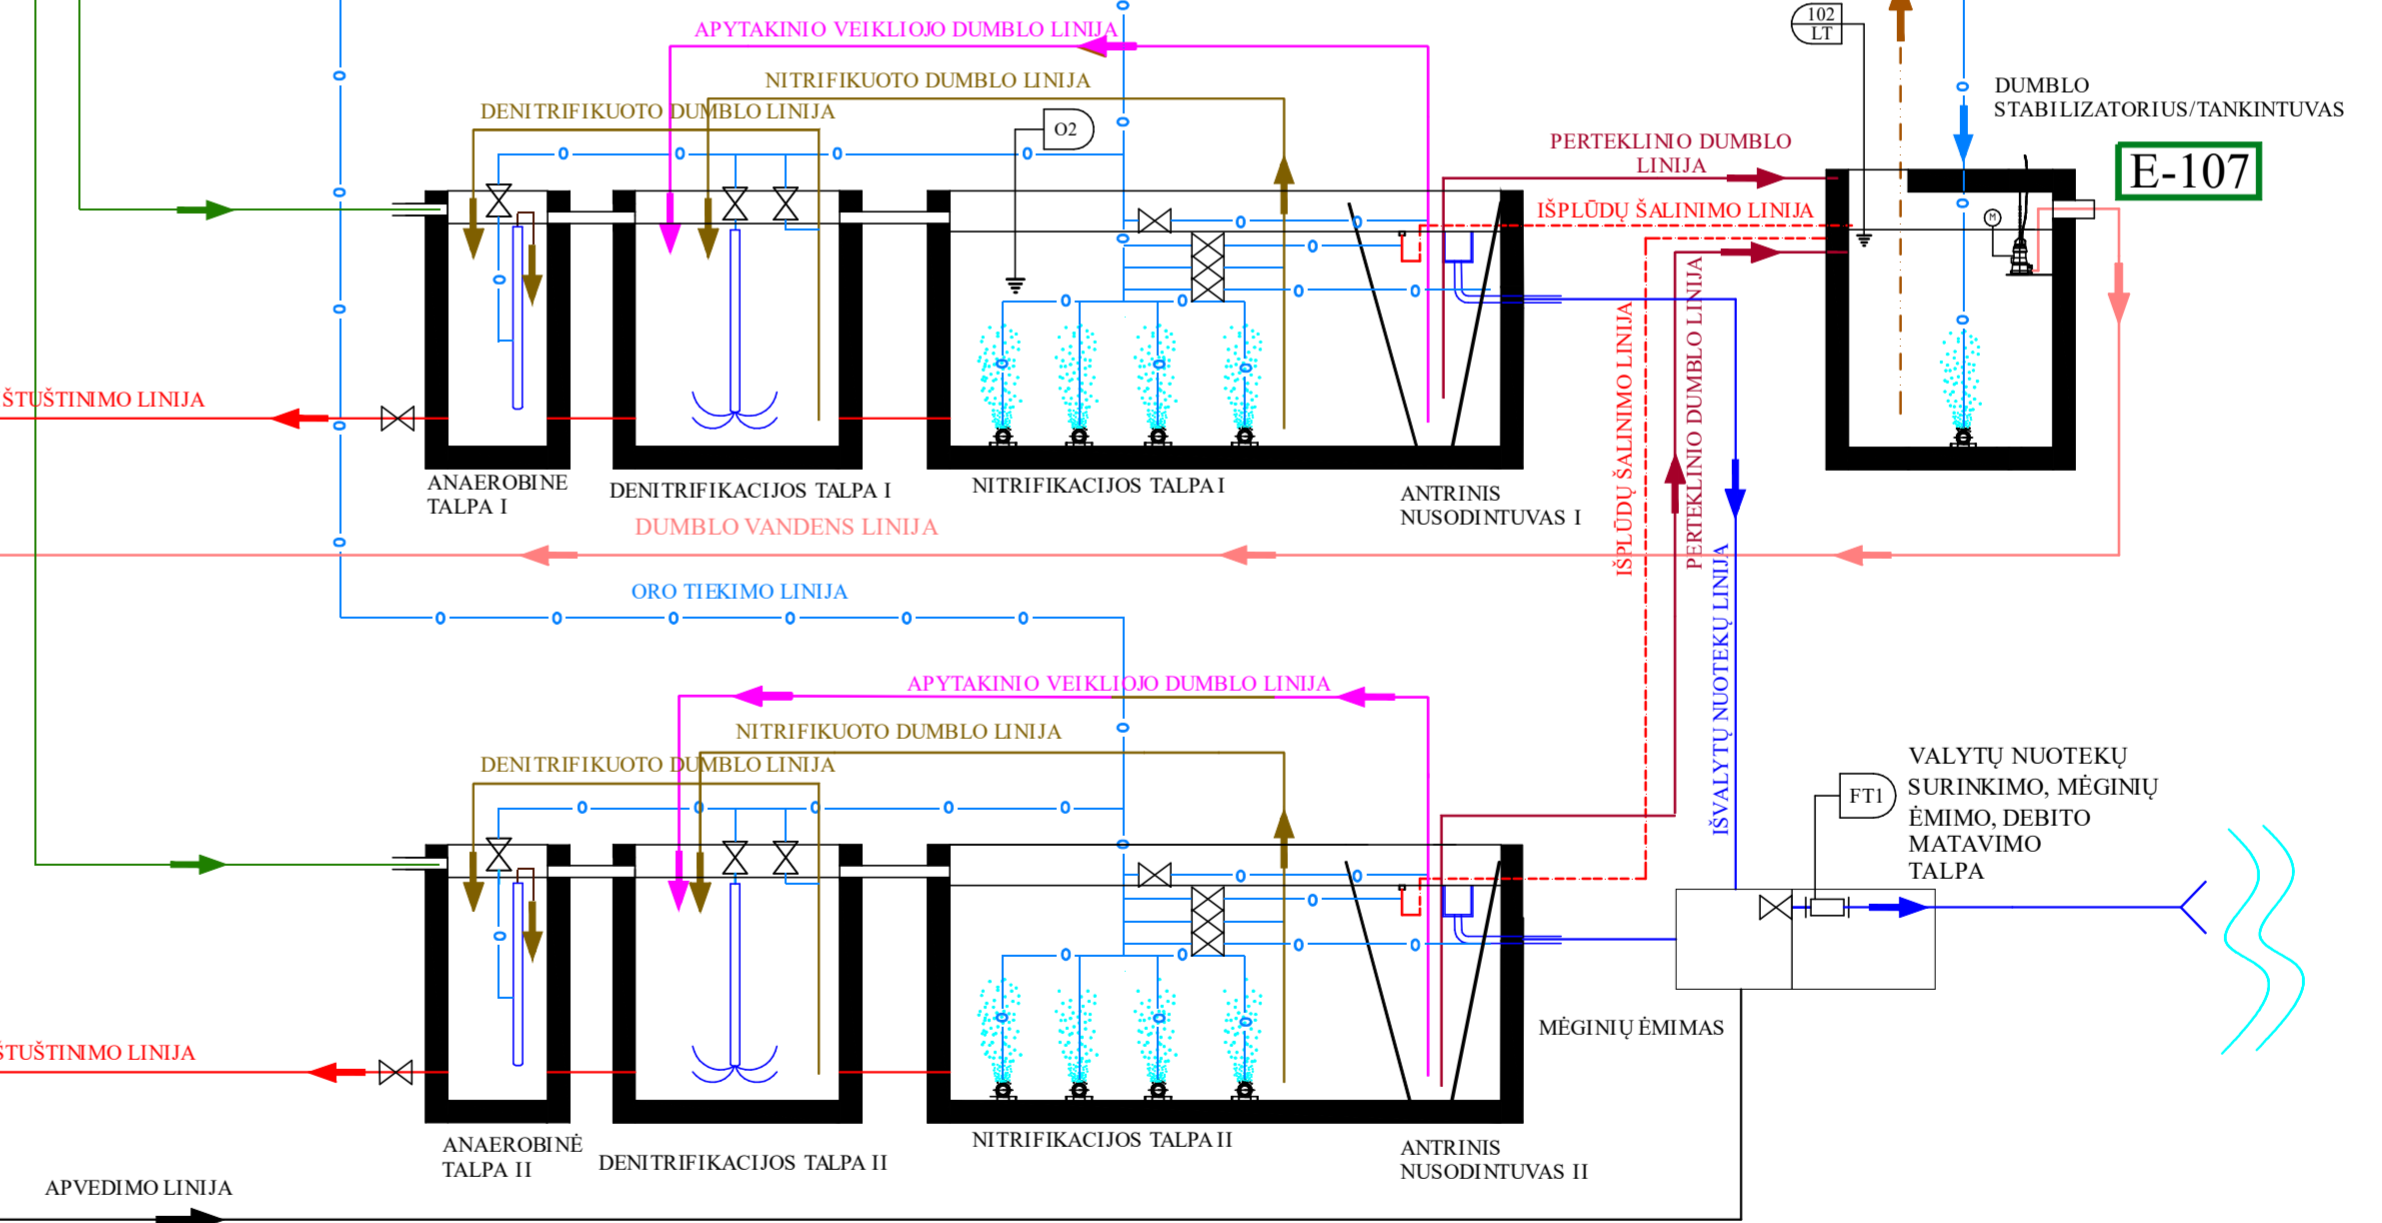 APYTAKINIO VEIKLIOJO DUMBLO LINIJA
NITRIFIKUOTO DUMBLO LINIJA
DENITRIFIKUOTO DUMBLO LINIJA
O2
102
LT
DUMBLO
STABILIZATORIUS/TANKINTUVAS
E-107
PERTEKLINIO DUMBLO
LINIJA
IŠPLŪDŲ ŠALINIMO LINIJA
M
ŠTUŠTINIMO LINIJA
ANAEROBINE
TALPA I
DENITRIFIKACIJOS TALPA I
NITRIFIKACIJOS TALPA I
ANTRINIS
NUSODINTUVAS I
IŠPLŪDŲ ŠALINIMO LINIJA
PERTEKLINIO DUMBLO LINIJA
IŠVALYTŲ NUOTEKŲ LINIJA
DUMBLO VANDENS LINIJA
ORO TIEKIMO LINIJA
APYTAKINIO VEIKLIOJO DUMBLO LINIJA
NITRIFIKUOTO DUMBLO LINIJA
DENITRIFIKUOTO DUMBLO LINIJA
FT1
VALYTŲ NUOTEKŲ
SURINKIMO, MĖGINIŲ
ĖMIMO, DEBITO
MATAVIMO
TALPA
MĖGINIŲ ĖMIMAS
ŠTUŠTINIMO LINIJA
ANAEROBINĖ
TALPA II
DENITRIFIKACIJOS TALPA II
NITRIFIKACIJOS TALPA II
ANTRINIS
NUSODINTUVAS II
APVEDIMO LINIJA